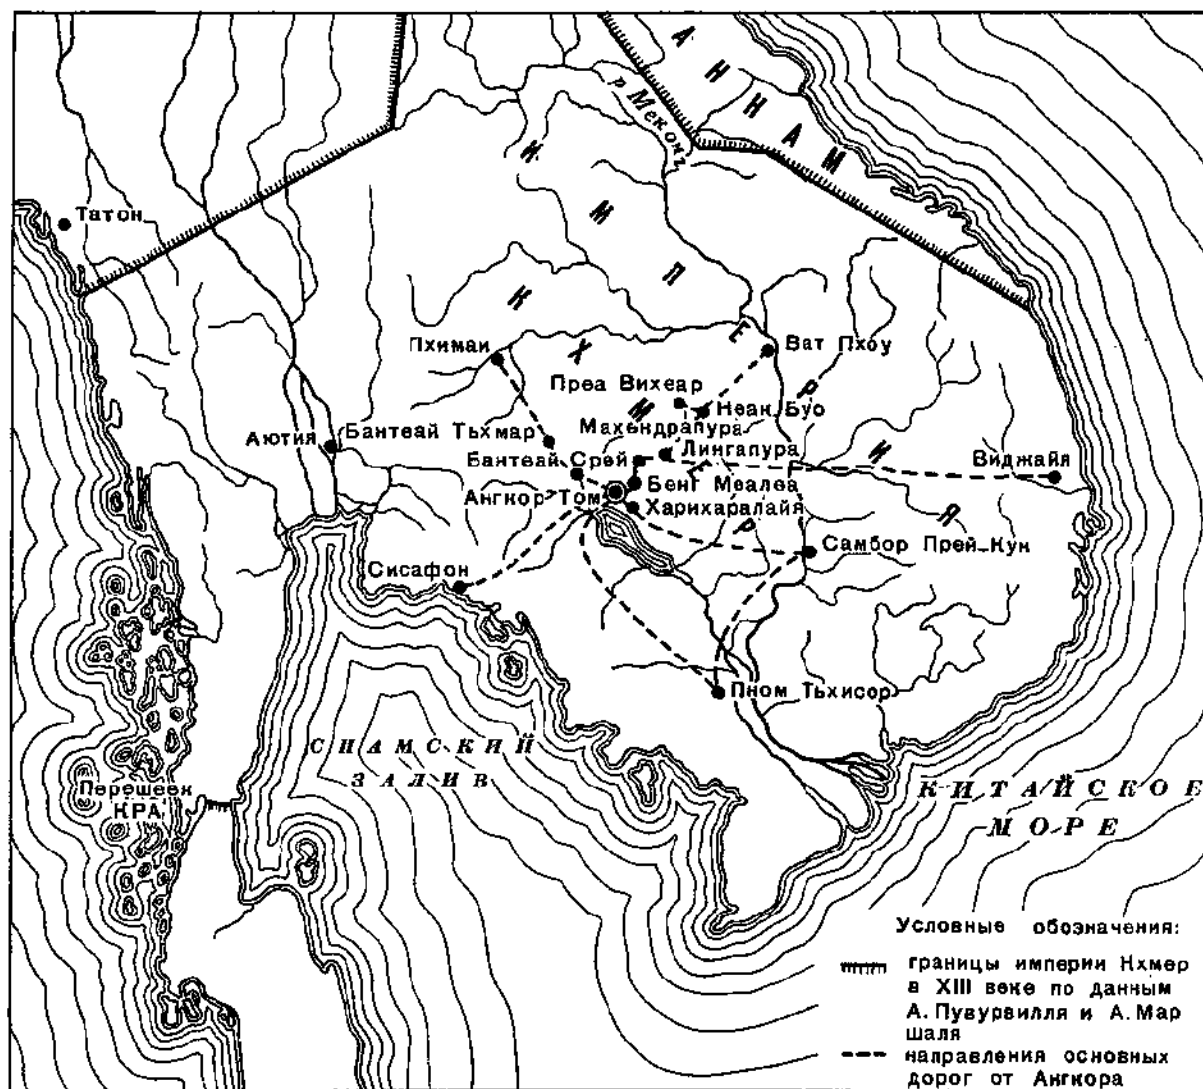 АННАМ
р Меконг
ИМПЕРИЯ
КХМЕР
Татон
Пхимаи
Ват Пхоу
Преа Вихеар
Неак Буо
Махендрапура
Аютия
Бантеай Тьхмар
Лингапура
Бантеай Срей
Виджайя
Бенг Меалеа
Ангкор Том
Харихаралайя
Самбор Прей-Кун
Сисафон
Пном Тьхисор
СИАМСКИЙ
ЗАЛИВ
Перешеек
КРА
КИТАЙСКОЕ
МОРЕ
Условные обозначения:
границы империи Кхмер
в XIII веке по данным
А. Пувурвилля и А. Мар
шаля
направления основных
дорог от Ангкора